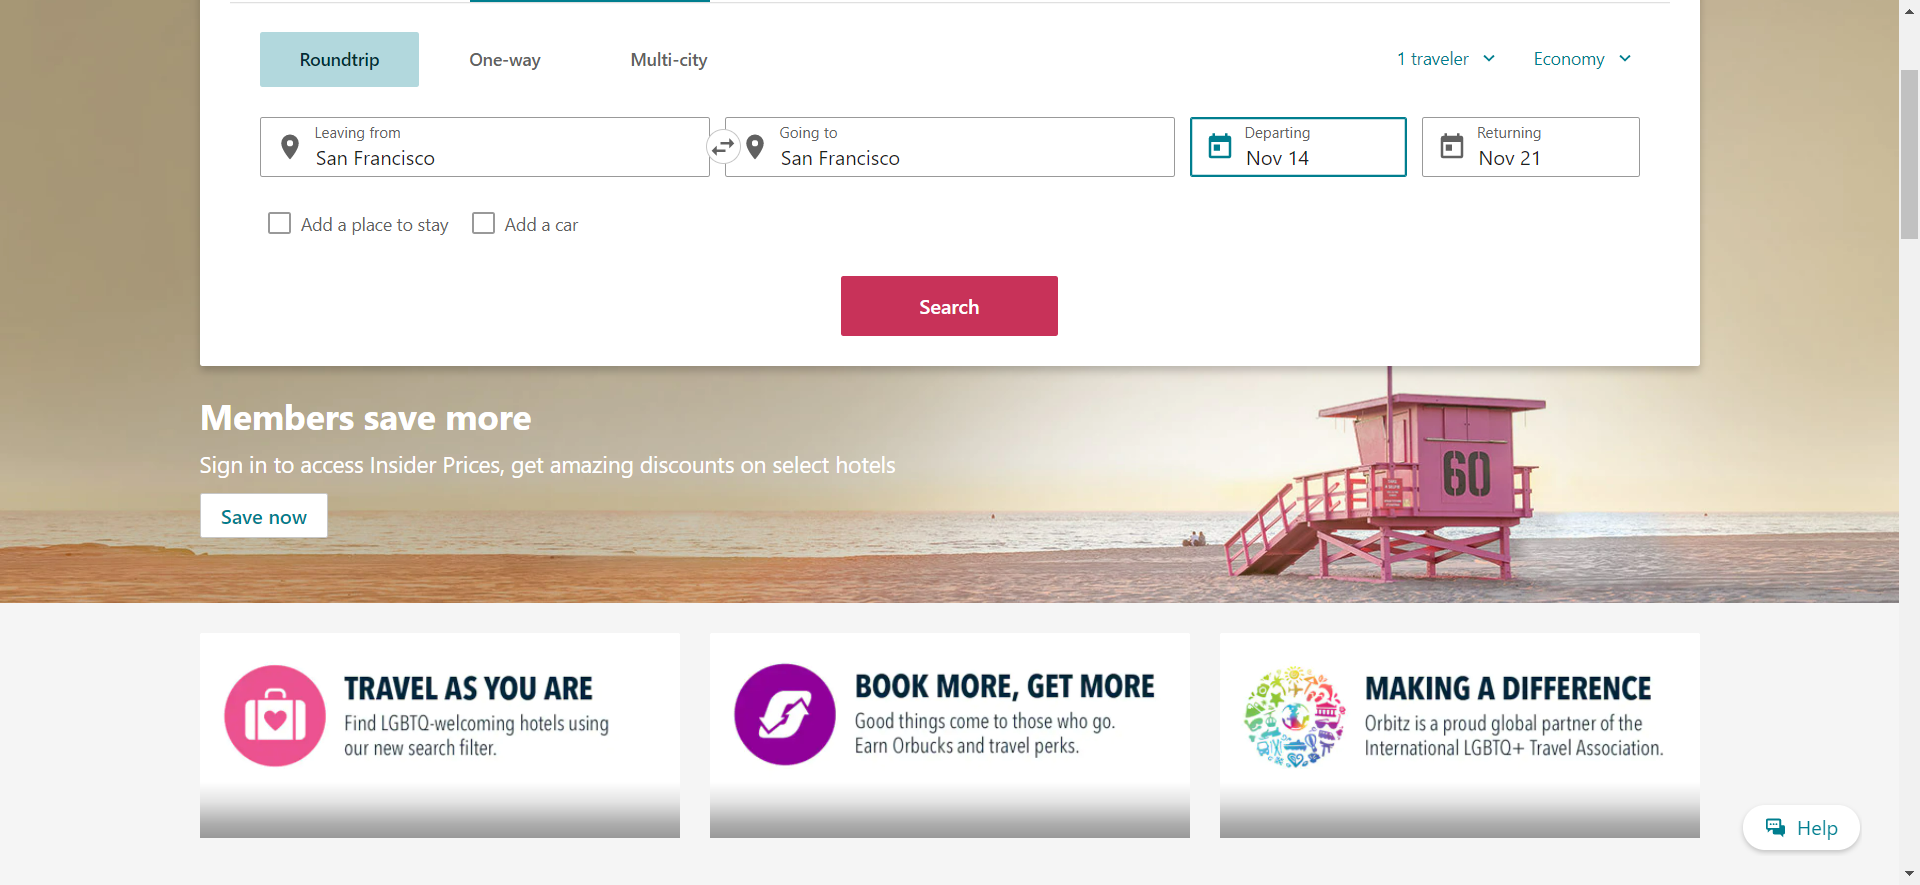 Roundtrip
One-way
Multi-city
1 traveler
Economy
Leaving from
San Francisco
Going to
San Francisco
Departing
Nov 14
Returning
Nov 21
Add a place to stay
Add a car
Search
Members save more
Sign in to access Insider Prices, get amazing discounts on select hotels
Save now
60
TRAVEL AS YOU ARE
Find LGBTQ-welcoming hotels using
our new search filter.
BOOK MORE, GET MORE
Good things come to those who go.
Earn Orbucks and travel perks.
MAKING A DIFFERENCE
Orbitz is a proud global partner of the
International LGBTQ+ Travel Association.
Help